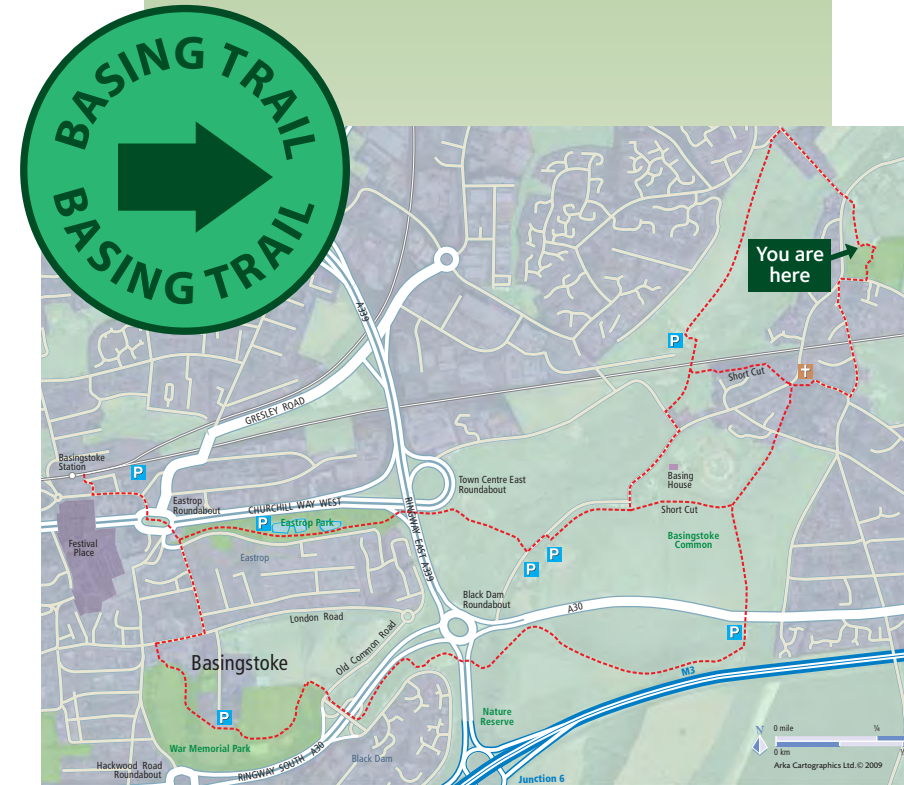 BASING TRAIL
BASING TRAIL
You are
here
A339
P
Short Cut
GRESLEY ROAD
Basingstoke
Station
P
Basing
House
Town Centre East
Roundabout
Eastrop
Roundabout
CHURCHILL WAY WEST
Short Cut
P
Eastrop Park
RINGWAY EAST A339
Festival
Place
Eastrop
Basingstoke
Common
P
P
Black Dam
Roundabout
A30
London Road
P
Old Common Road
Basingstoke
M3
P
Nature
Reserve
War Memorial Park
N
0 mile
¼
0 km
Hackwood Road
Roundabout
RINGWAY SOUTH A30
Black Dam
Junction 6
Arka Cartographics Ltd. © 2009